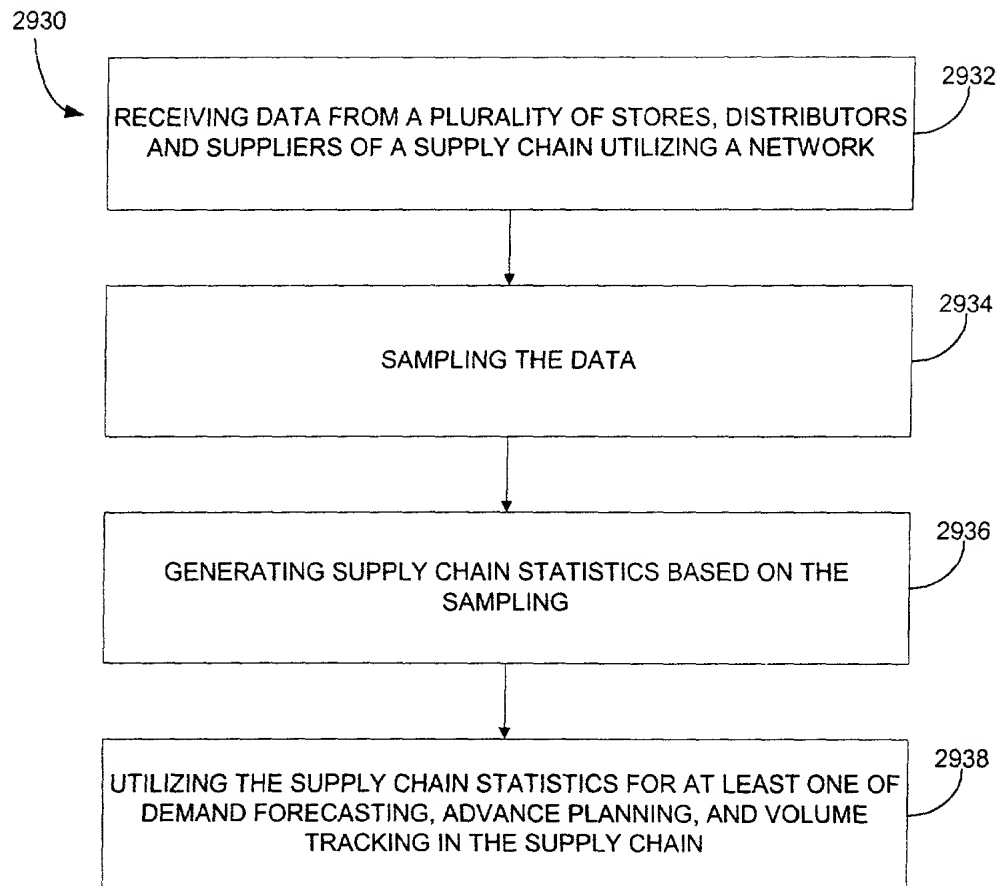 2930
2932
RECEIVING DATA FROM A PLURALITY OF STORES, DISTRIBUTORS
AND SUPPLIERS OF A SUPPLY CHAIN UTILIZING A NETWORK
2934
SAMPLING THE DATA
2936
GENERATING SUPPLY CHAIN STATISTICS BASED ON THE
SAMPLING
2938
UTILIZING THE SUPPLY CHAIN STATISTICS FOR AT LEAST ONE OF
DEMAND FORECASTING, ADVANCE PLANNING, AND VOLUME
TRACKING IN THE SUPPLY CHAIN